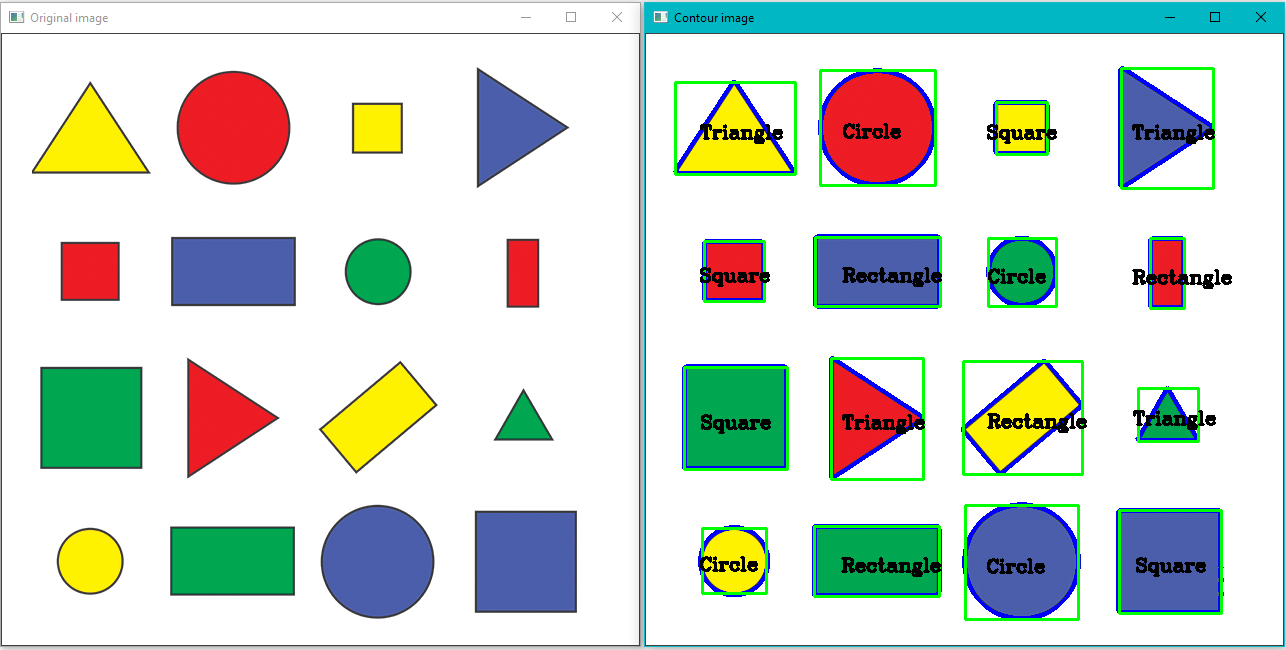 Original image
Contour image
Triangle
Circle
Square
Triangle
Square
Rectangle
Circle
Rectangle
Square
Triangle
Rectangle
Triangle
Circle
Rectangle
Circle
Square